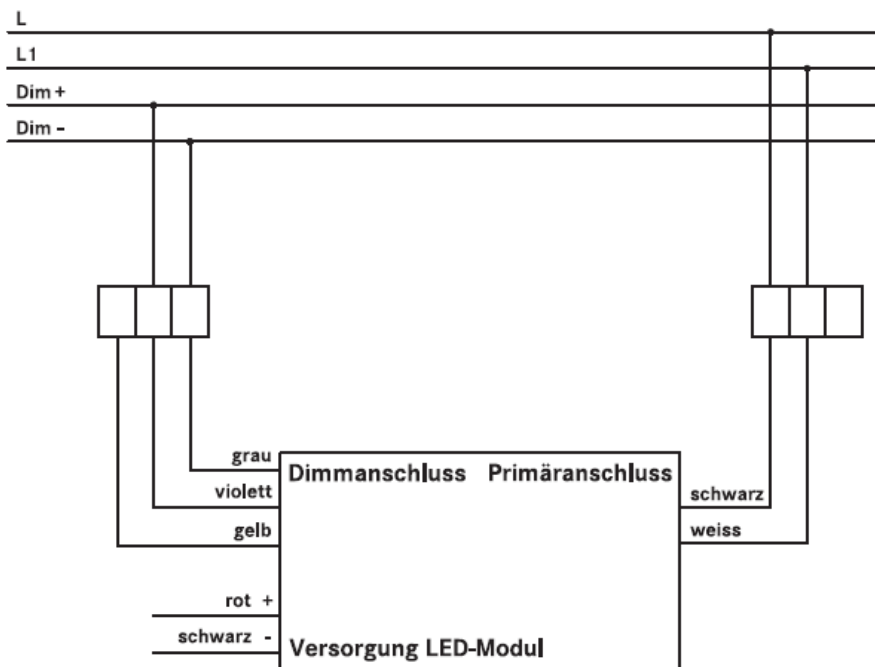 L
L1
Dim +
Dim -
grau
Dimmanschluss Primäranschluss
violett
schwarz
gelb
weiss
rot +
schwarz -
Versorgung LED-Modul